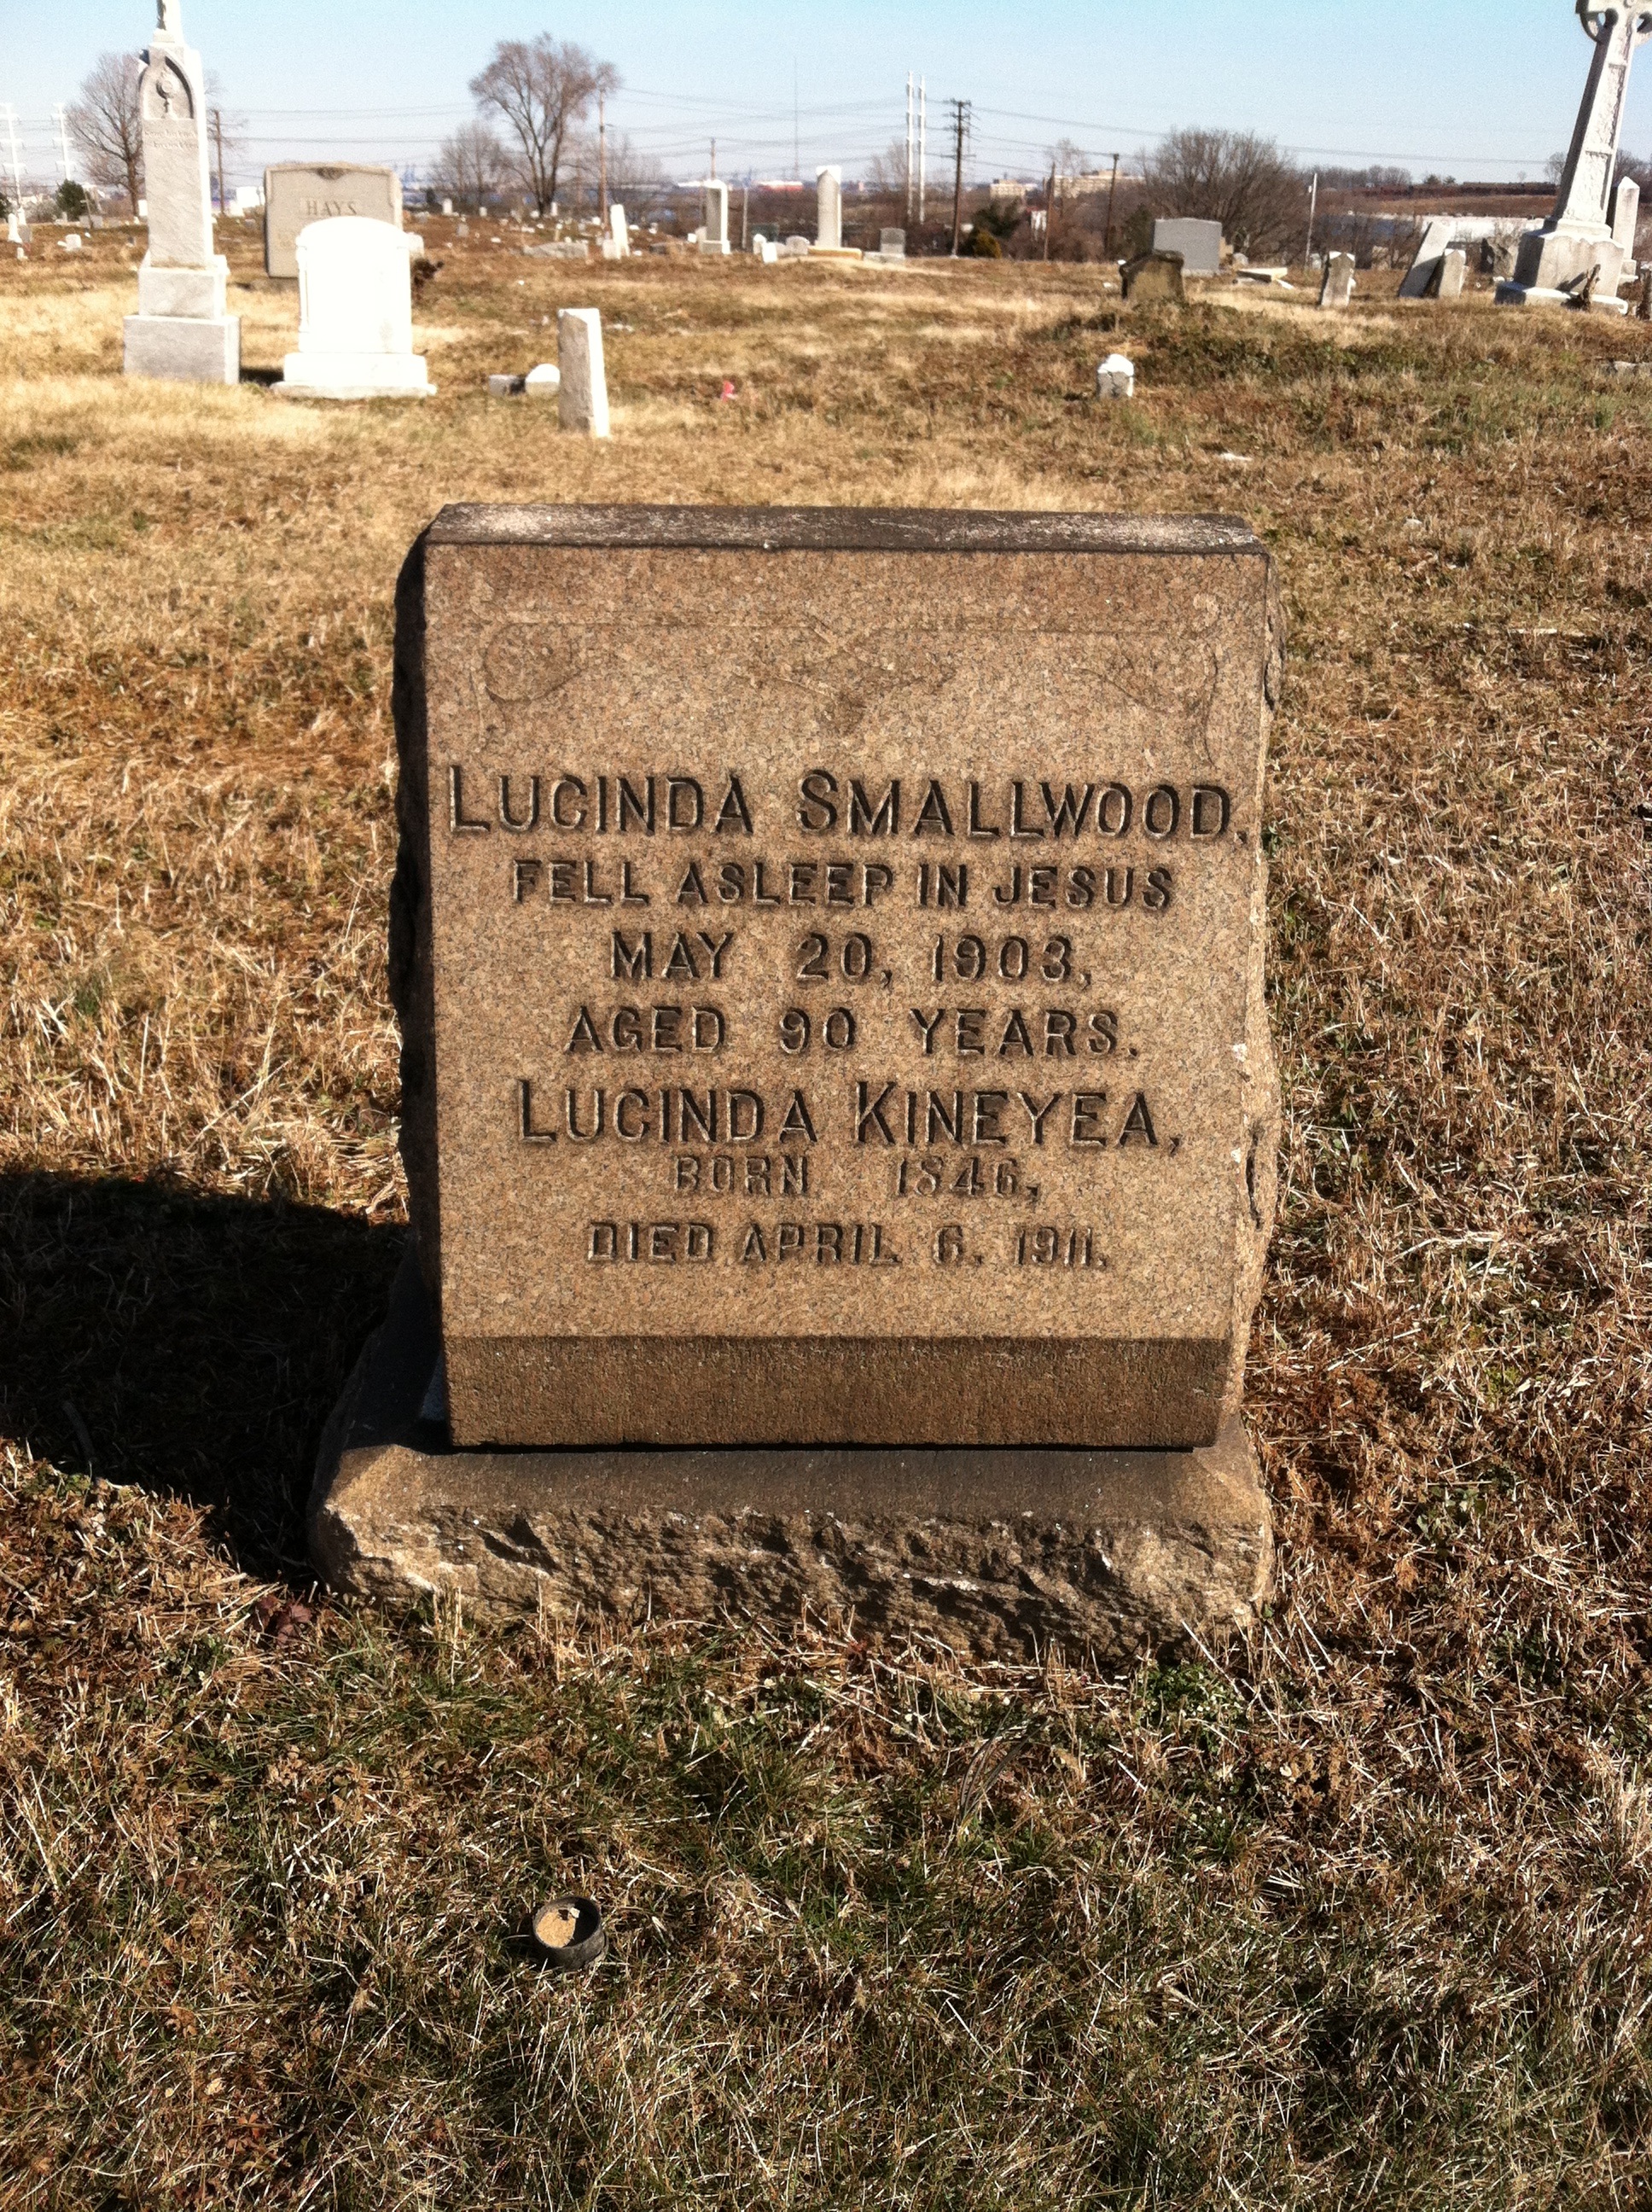 HAYS
LUCINDA SMALLWOOD,
FELL ASLEEP IN JESUS
MAY 20, 1903,
AGED 90 YEARS.
LUCINDA KINEYEA,
BORN 1846,
DIED APRIL 6, 1911.